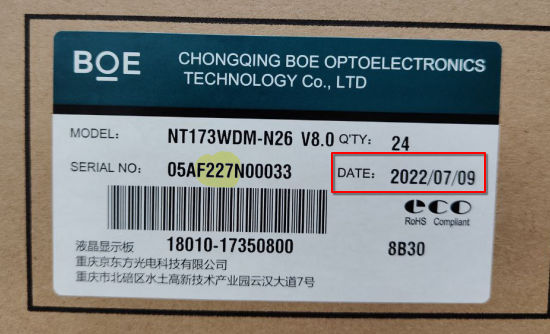 BOE
CHONGQING BOE OPTOELECTRONICS
TECHNOLOGY Co., LTD
MODEL: NT173WDM-N26 V8.0 Q'TY: 24
SERIAL NO: 05AF227N00033 DATE: 2022/07/09
eco
RoHS Compliant
液晶显示板 18010-17350800 8B30
重庆京东方光电科技有限公司
重庆市北碚区水土高新技术产业园云汉大道7号